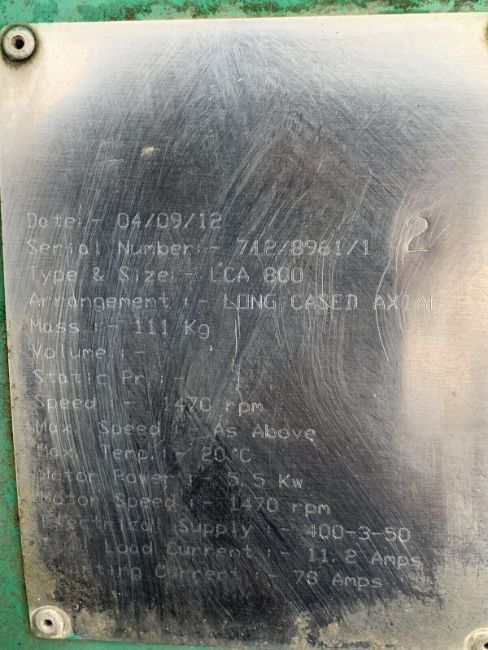 Date:- 04/09/12
Serial Number:- 712/8961/1 2
Type & Size:- LCA 800
Arrangement :- LONG CASED AXIAL
Mass :- 111 Kg
Volume :-
Static Pr. :-
Speed :- 1470 rpm
Max. Speed :- As Above
Max. Temp. :- 20°C
Motor Power :- 5.5 Kw
Motor Speed :- 1470 rpm
Electrical Supply :- 400-3-50
Full Load Current :- 11.2 Amps
Starting Current :- 78 Amps